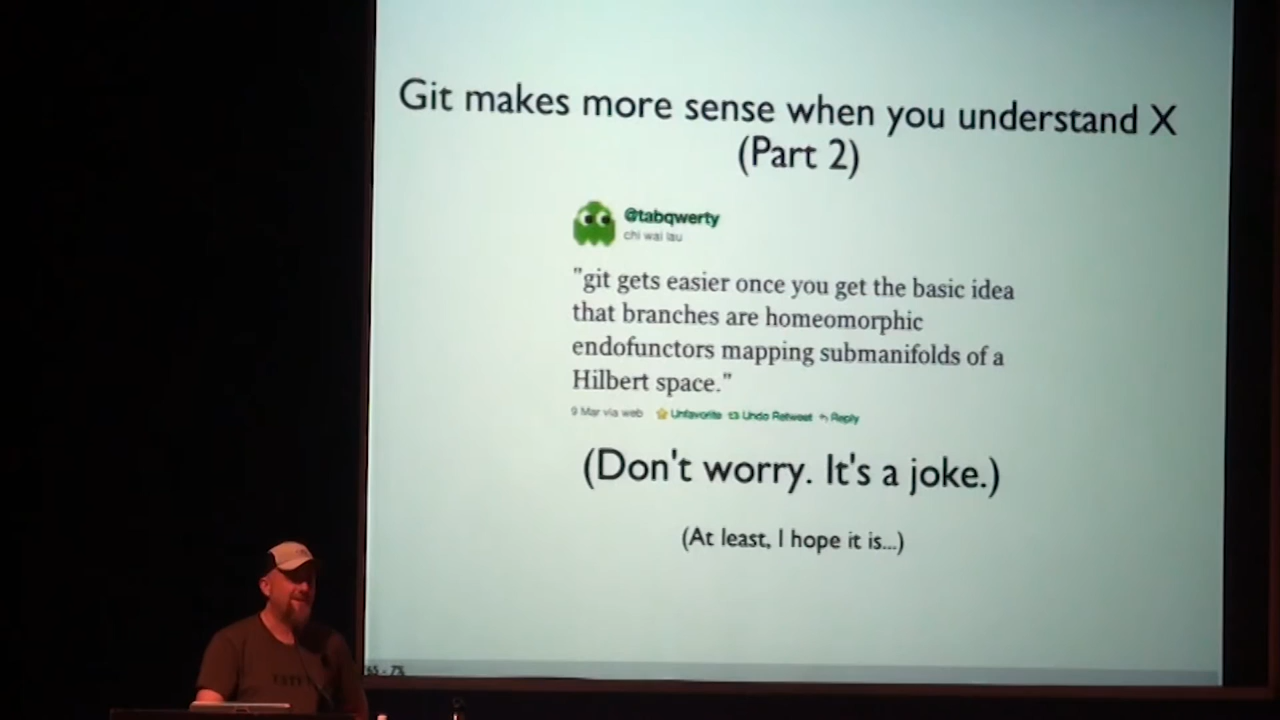 Git makes more sense when you understand X
(Part 2)
@tabqwerty
chi wai lau
"git gets easier once you get the basic idea
that branches are homeomorphic
endofunctors mapping submanifolds of a
Hilbert space."
9 Mar via web Unfavorite Undo Retweet Reply
(Don't worry. It's a joke.)
(At least, I hope it is...)